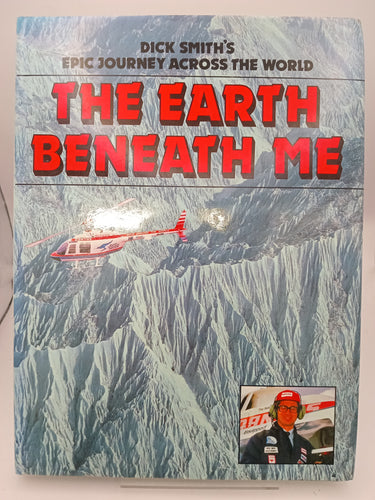 DICK SMITH'S
EPIC JOURNEY ACROSS THE WORLD
THE EARTH
BENEATH ME